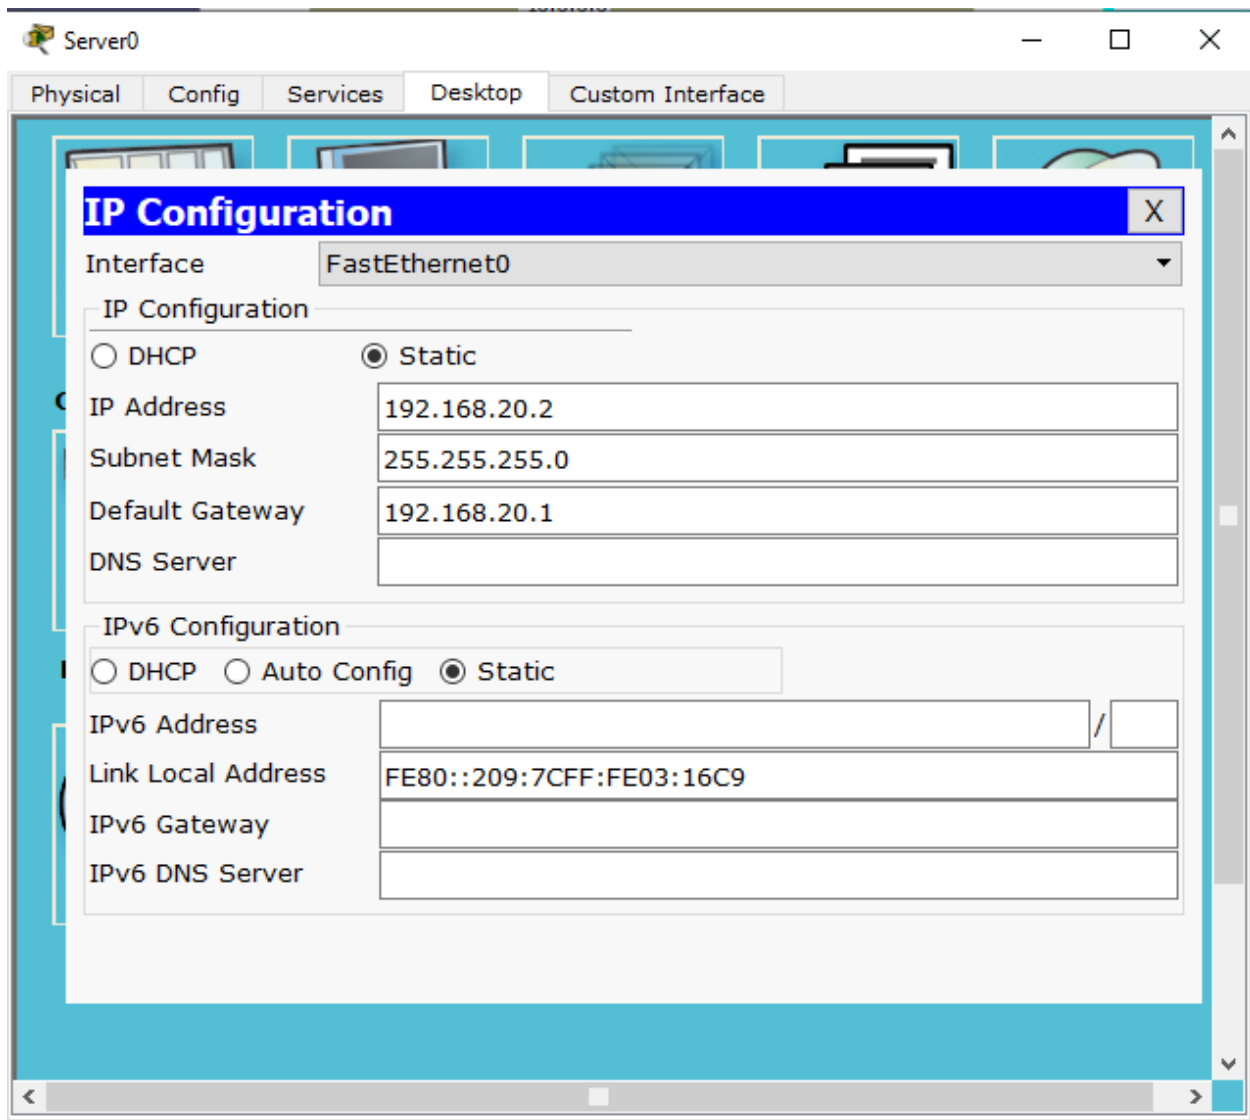 Server0
Physical Config Services Desktop Custom Interface
IP Configuration X
Interface FastEthernet0
IP Configuration
DHCP Static
IP Address 192.168.20.2
Subnet Mask 255.255.255.0
Default Gateway 192.168.20.1
DNS Server
IPv6 Configuration
DHCP Auto Config Static
IPv6 Address /
Link Local Address FE80::209:7CFF:FE03:16C9
IPv6 Gateway
IPv6 DNS Server